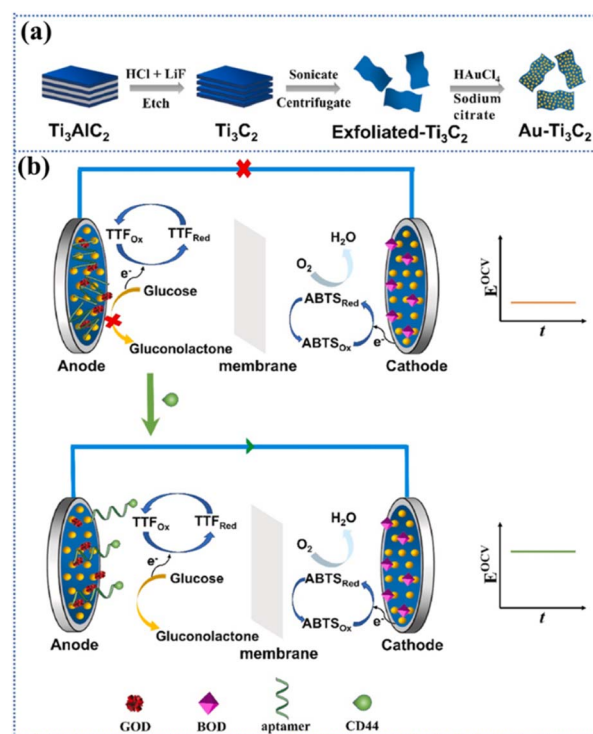 (a)
HCl + LiF
Etch
Sonicate
Centrifugate
HAuCl4
Sodium
citrate
Ti3AlC2
Ti3C2
Exfoliated-Ti3C2
Au-Ti3C2
(b)
TTFOx
TTFRed
e-
Glucose
Gluconolactone
Anode
membrane
H2O
O2
ABTSRed
ABTSOx
e-
Cathode
EOCV
t
TTFOx
TTFRed
e-
Glucose
Gluconolactone
Anode
membrane
H2O
O2
ABTSRed
ABTSOx
e-
Cathode
EOCV
t
GOD
BOD
aptamer
CD44